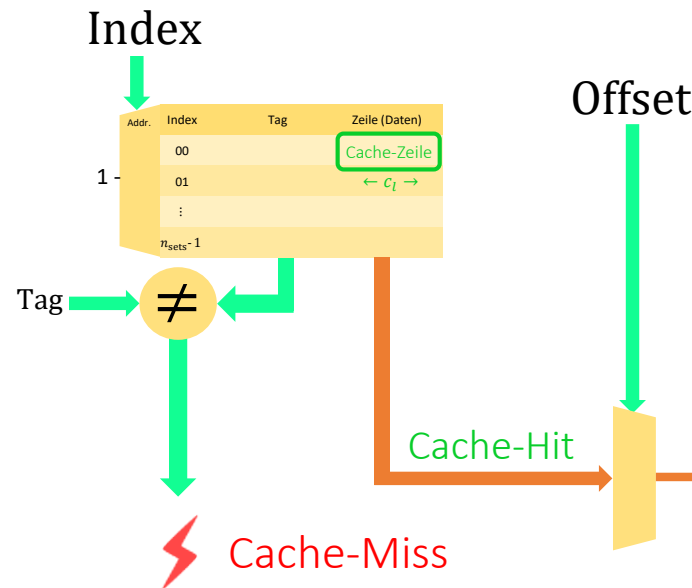 Index
Offset
Addr. Index Tag Zeile (Daten)
00 Cache-Zeile
1 01 ← c_l →
⋮
n_sets - 1
Tag ≠
Cache-Hit
Cache-Miss